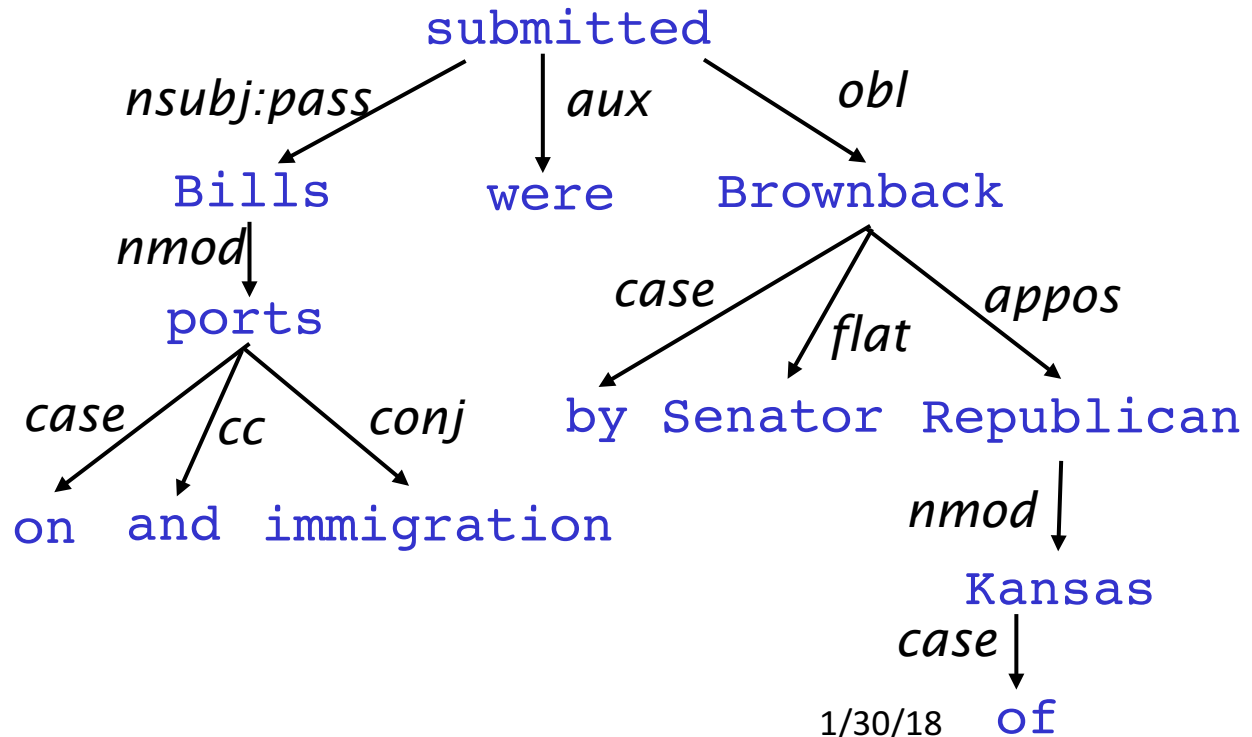 submitted
nsubj:pass aux obl
Bills were Brownback
nmod
case appos
ports
flat
case cc conj
by Senator Republican
on and immigration
nmod
Kansas
case
1/30/18 of